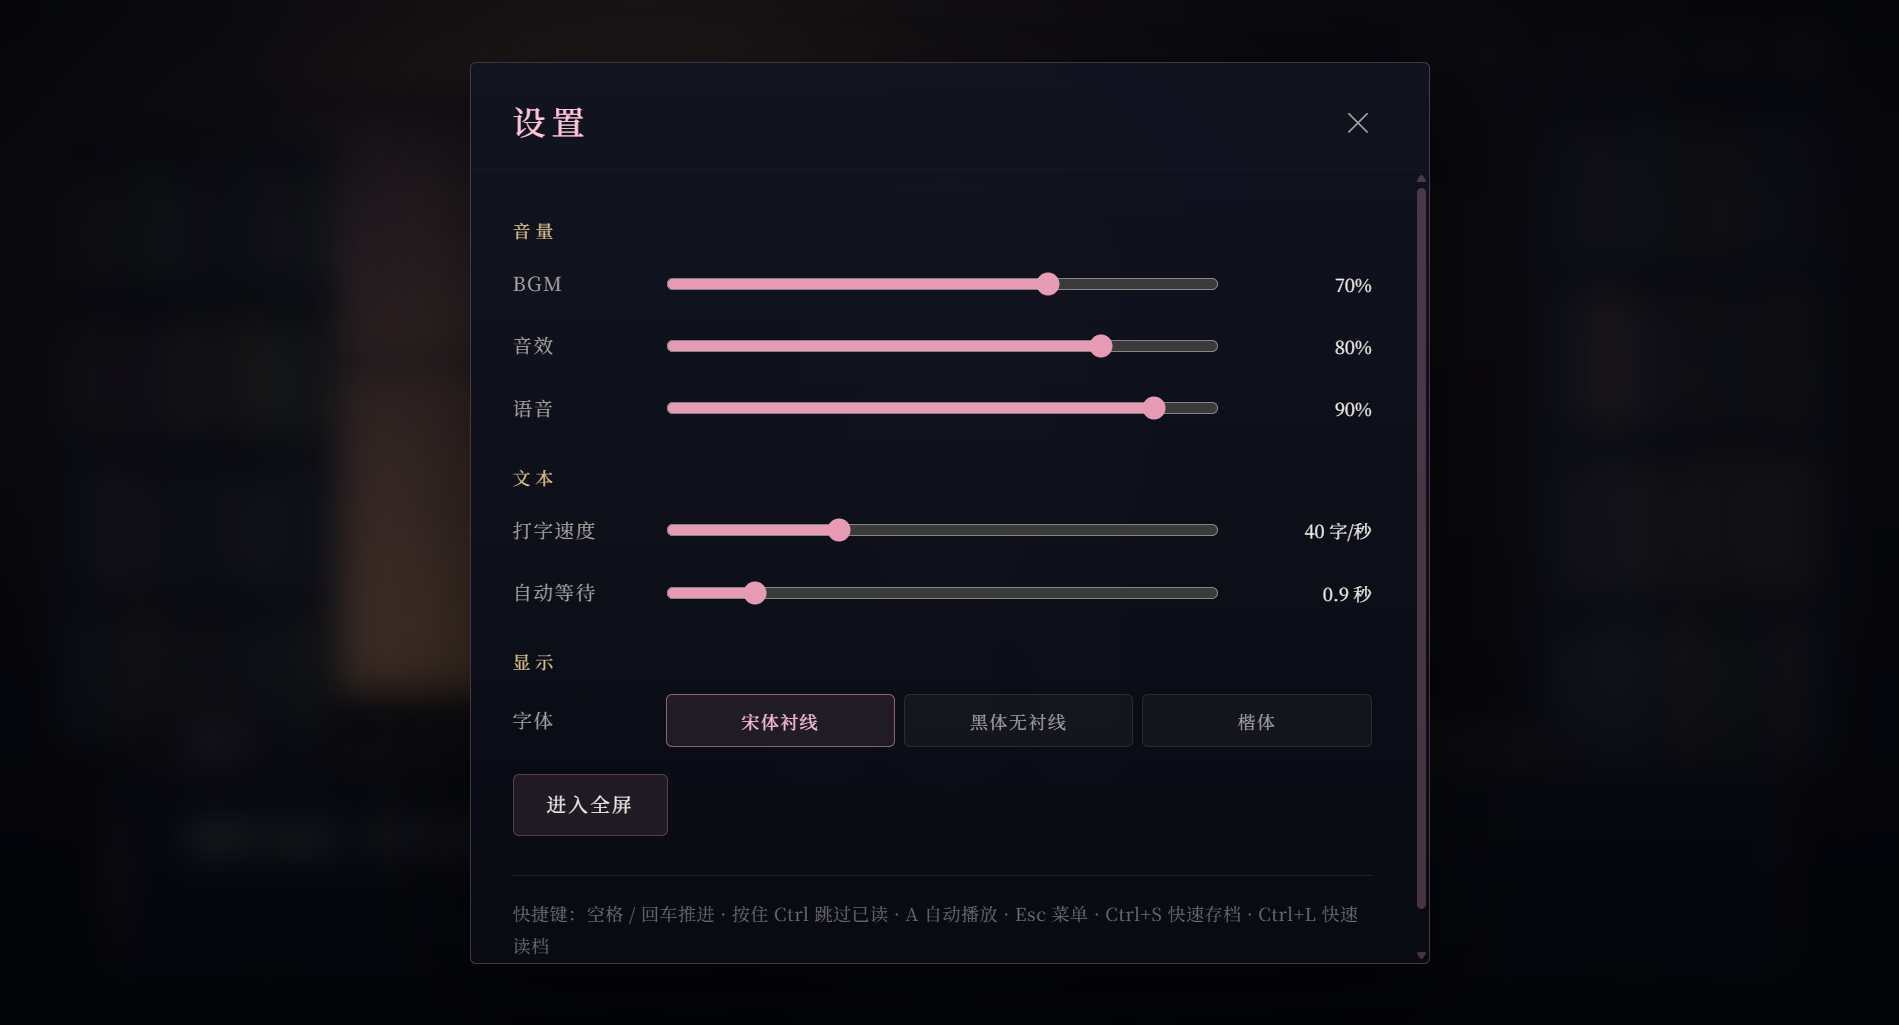 设置
音量
BGM 70%
音效 80%
语音 90%
文本
打字速度 40 字/秒
自动等待 0.9 秒
显示
字体 宋体衬线 黑体无衬线 楷体
进入全屏
快捷键：空格 / 回车推进 · 按住 Ctrl 跳过已读 · A 自动播放 · Esc 菜单 · Ctrl+S 快速存档 · Ctrl+L 快速
读档